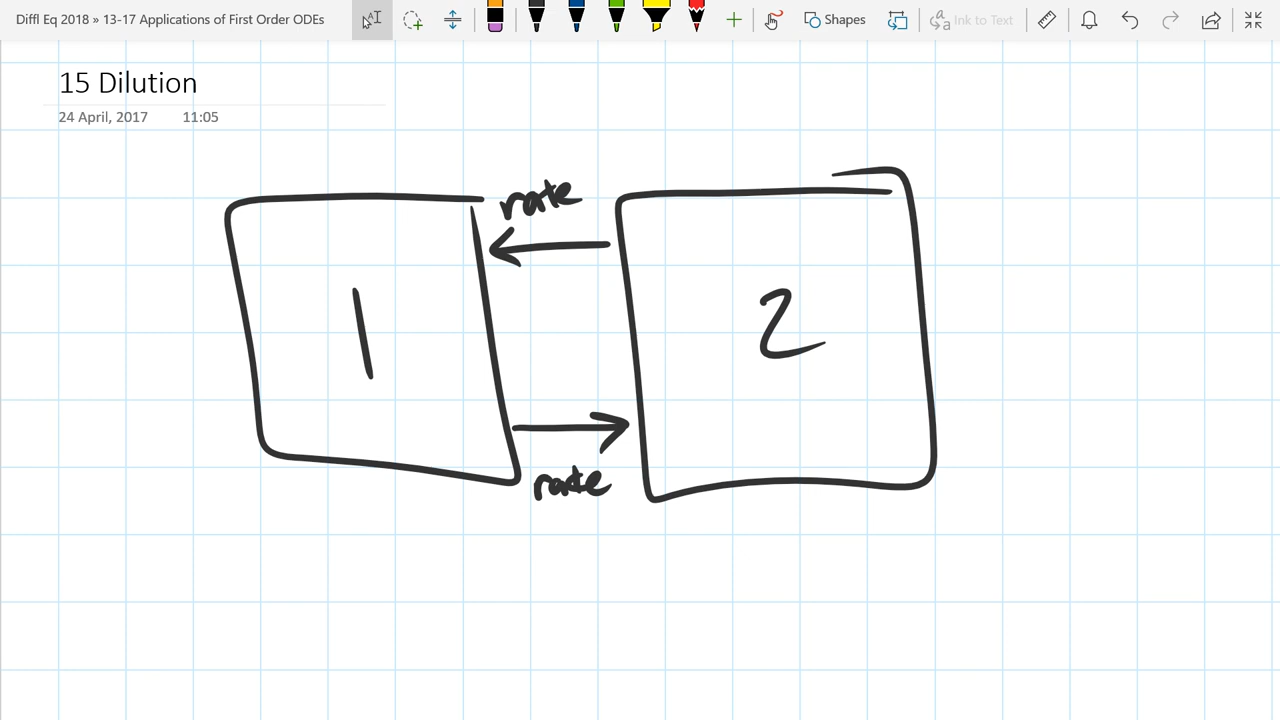 Diffl Eq 2018 » 13-17 Applications of First Order ODEs
Shapes
Ink to Text
15 Dilution
24 April, 2017 11:05
rate
1
2
rate